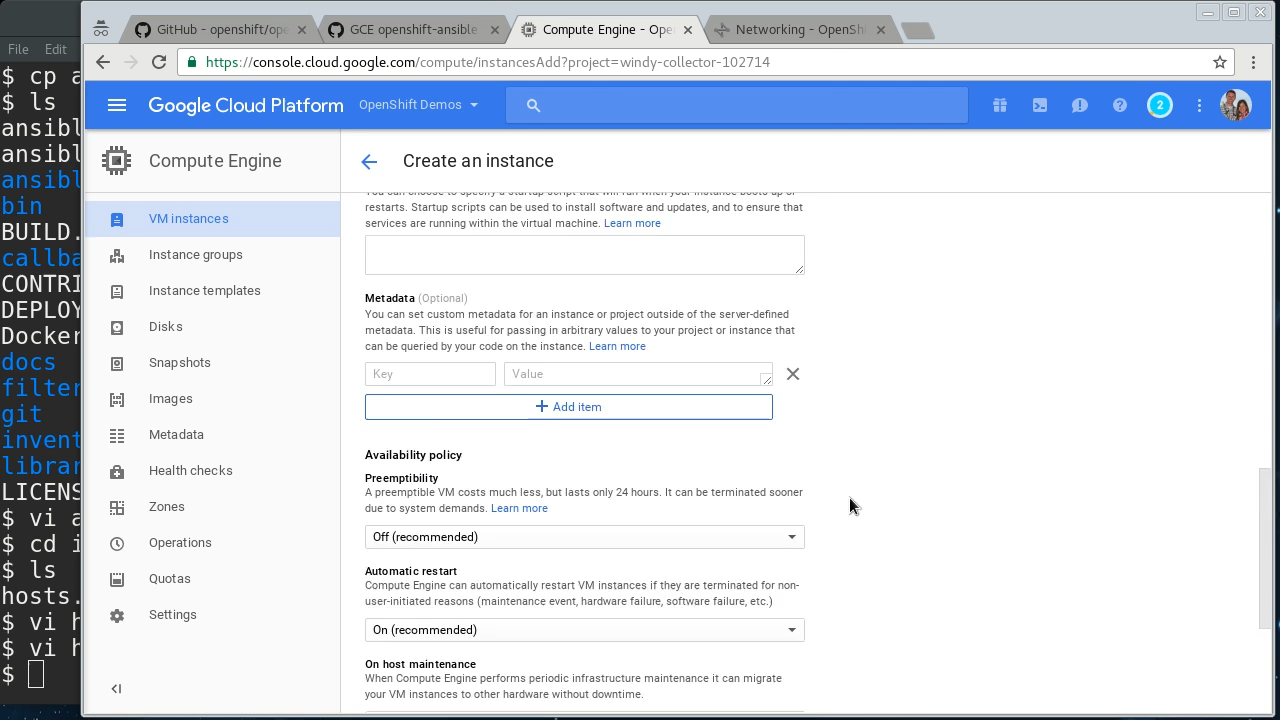 GitHub - openshift/ope
GCE openshift-ansible
Compute Engine - Ope
Networking - OpenShi
File Edit
https://console.cloud.google.com/compute/instancesAdd?project=windy-collector-102714
Google Cloud Platform
OpenShift Demos
2
Compute Engine
Create an instance
VM instances
Instance groups
Instance templates
Disks
Snapshots
Images
Metadata
Health checks
Zones
Operations
Quotas
Settings
You can choose to specify a startup script that will run when your instance boots up or
restarts. Startup scripts can be used to install software and updates, and to ensure that
services are running within the virtual machine. Learn more
Metadata (Optional)
You can set custom metadata for an instance or project outside of the server-defined
metadata. This is useful for passing in arbitrary values to your project or instance that
can be queried by your code on the instance. Learn more
Key
Value
Add item
Availability policy
Preemptibility
A preemptible VM costs much less, but lasts only 24 hours. It can be terminated sooner
due to system demands. Learn more
Off (recommended)
Automatic restart
Compute Engine can automatically restart VM instances if they are terminated for non-
user-initiated reasons (maintenance event, hardware failure, software failure, etc.)
On (recommended)
On host maintenance
When Compute Engine performs periodic infrastructure maintenance it can migrate
your VM instances to other hardware without downtime.
$ cp a
$ ls
ansibl
ansibl
ansibl
bin
BUILD.
callba
CONTRI
DEPLOY
Docker
docs
filter
git
invent
librar
LICENS
$ vi a
$ cd i
$ ls
hosts.
$ vi h
$ vi h
$